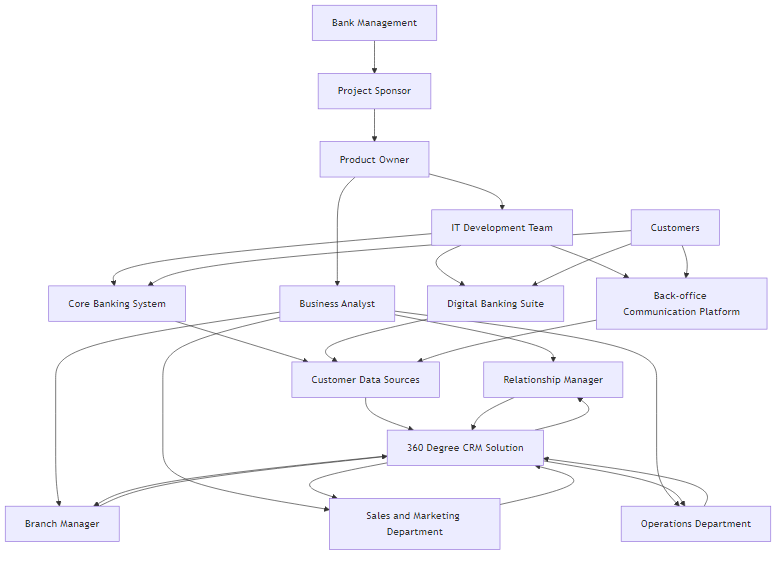 Bank Management
Project Sponsor
Product Owner
IT Development Team
Customers
Core Banking System
Business Analyst
Digital Banking Suite
Back-office
Communication Platform
Customer Data Sources
Relationship Manager
360 Degree CRM Solution
Branch Manager
Sales and Marketing
Department
Operations Department